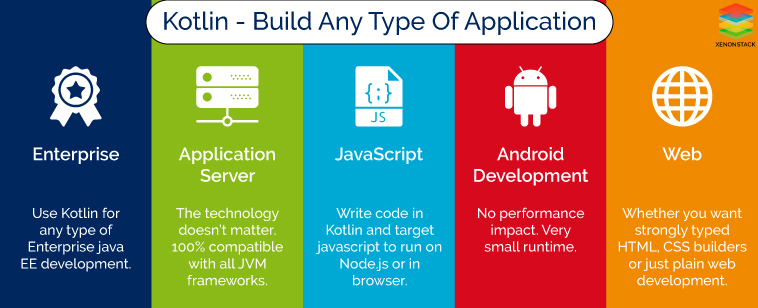 Kotlin - Build Any Type Of Application
XENONSTACK
{;}
JS
Enterprise
Use Kotlin for
any type of
Enterprise java
EE development.
Application
Server
The technology
doesn't matter.
100% compatible
with all JVM
frameworks.
JavaScript
Write code in
Kotlin and target
javascript to run on
Node.js or in
browser.
Android
Development
No performance
impact. Very
small runtime.
Web
Whether you want
strongly typed
HTML, CSS builders
or just plain web
development.